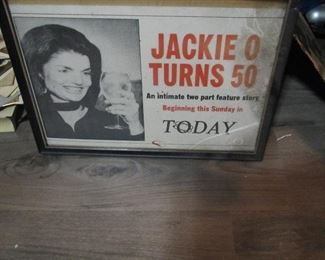 JACKIE O
TURNS 50
An intimate two part feature story
Beginning this Sunday in
TODAY